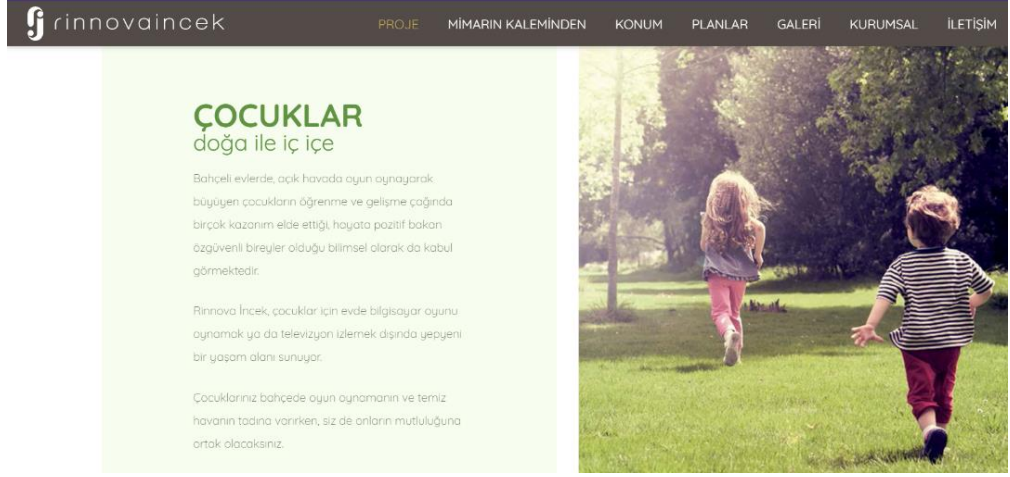 rinnovaincek
PROJE MİMARIN KALEMİNDEN KONUM PLANLAR GALERİ KURUMSAL İLETİŞİM
ÇOCUKLAR
doğa ile iç içe
Bahçeli evlerde, açık havada oyun oynayarak
büyüyen çocukların öğrenme ve gelişme çağında
birçok kazanım elde ettiği, hayata pozitif bakan
özgüvenli bireyler olduğu bilimsel olarak da kabul
görmektedir.
Rinnova İncek, çocuklar için evde bilgisayar oyunu
oynamak ya da televizyon izlemek dışında yepyeni
bir yaşam alanı sunuyor.
Çocuklarınız bahçede oyun oynamanın ve temiz
havanın tadına varırken, siz de onların mutluluğuna
ortak olacaksınız.